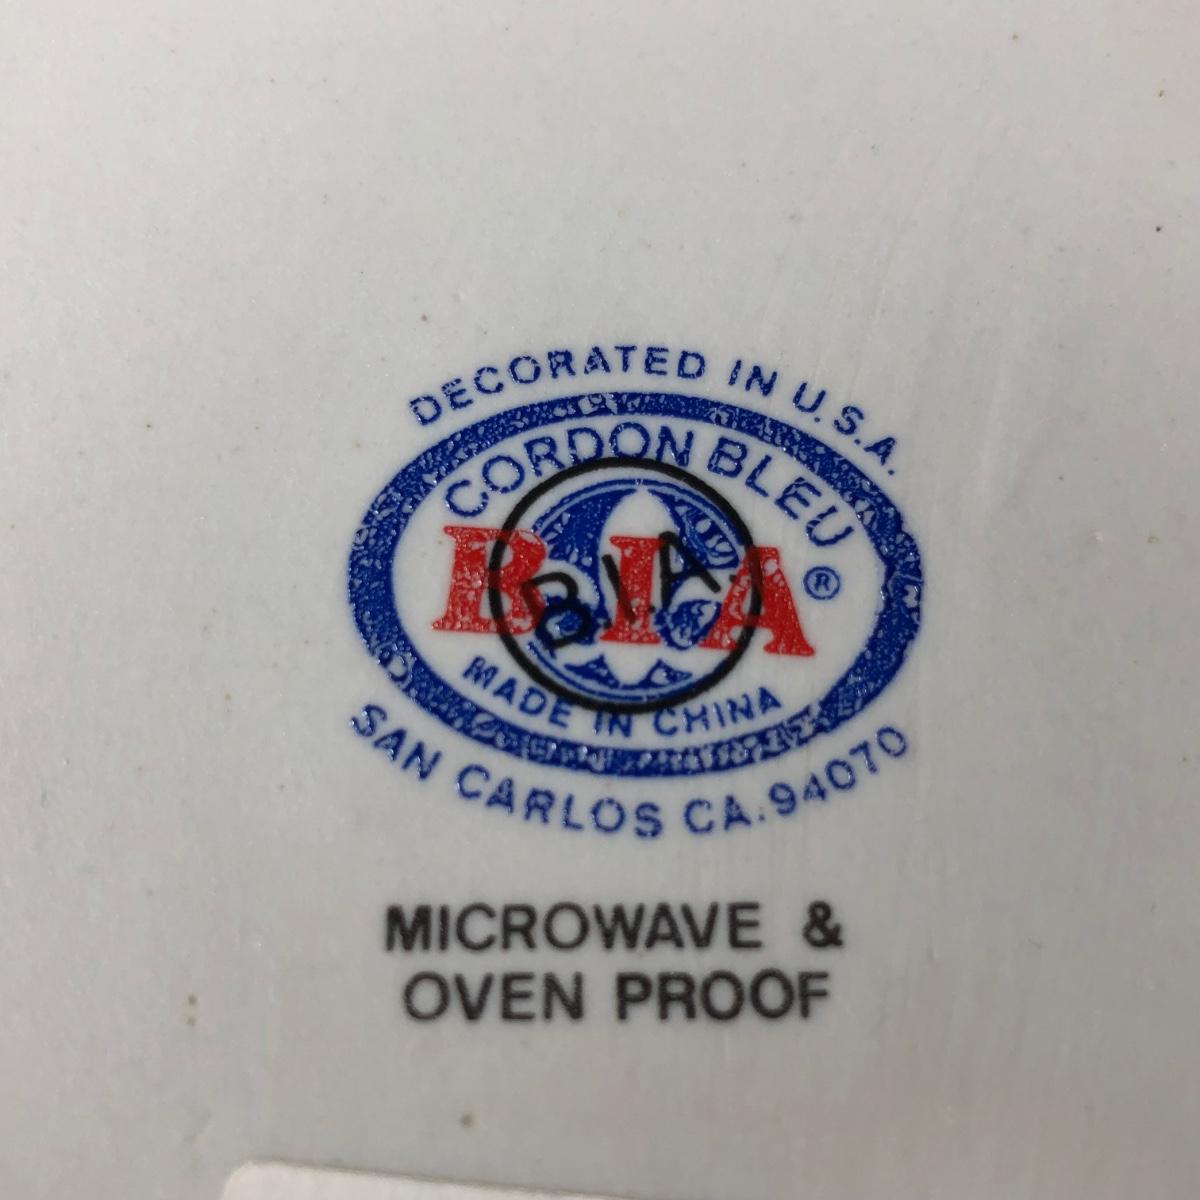 DECORATED IN U.S.A.
CORDON BLEU
BIA ®
B.I.A.
MADE IN CHINA
SAN CARLOS CA. 94070
MICROWAVE &
OVEN PROOF